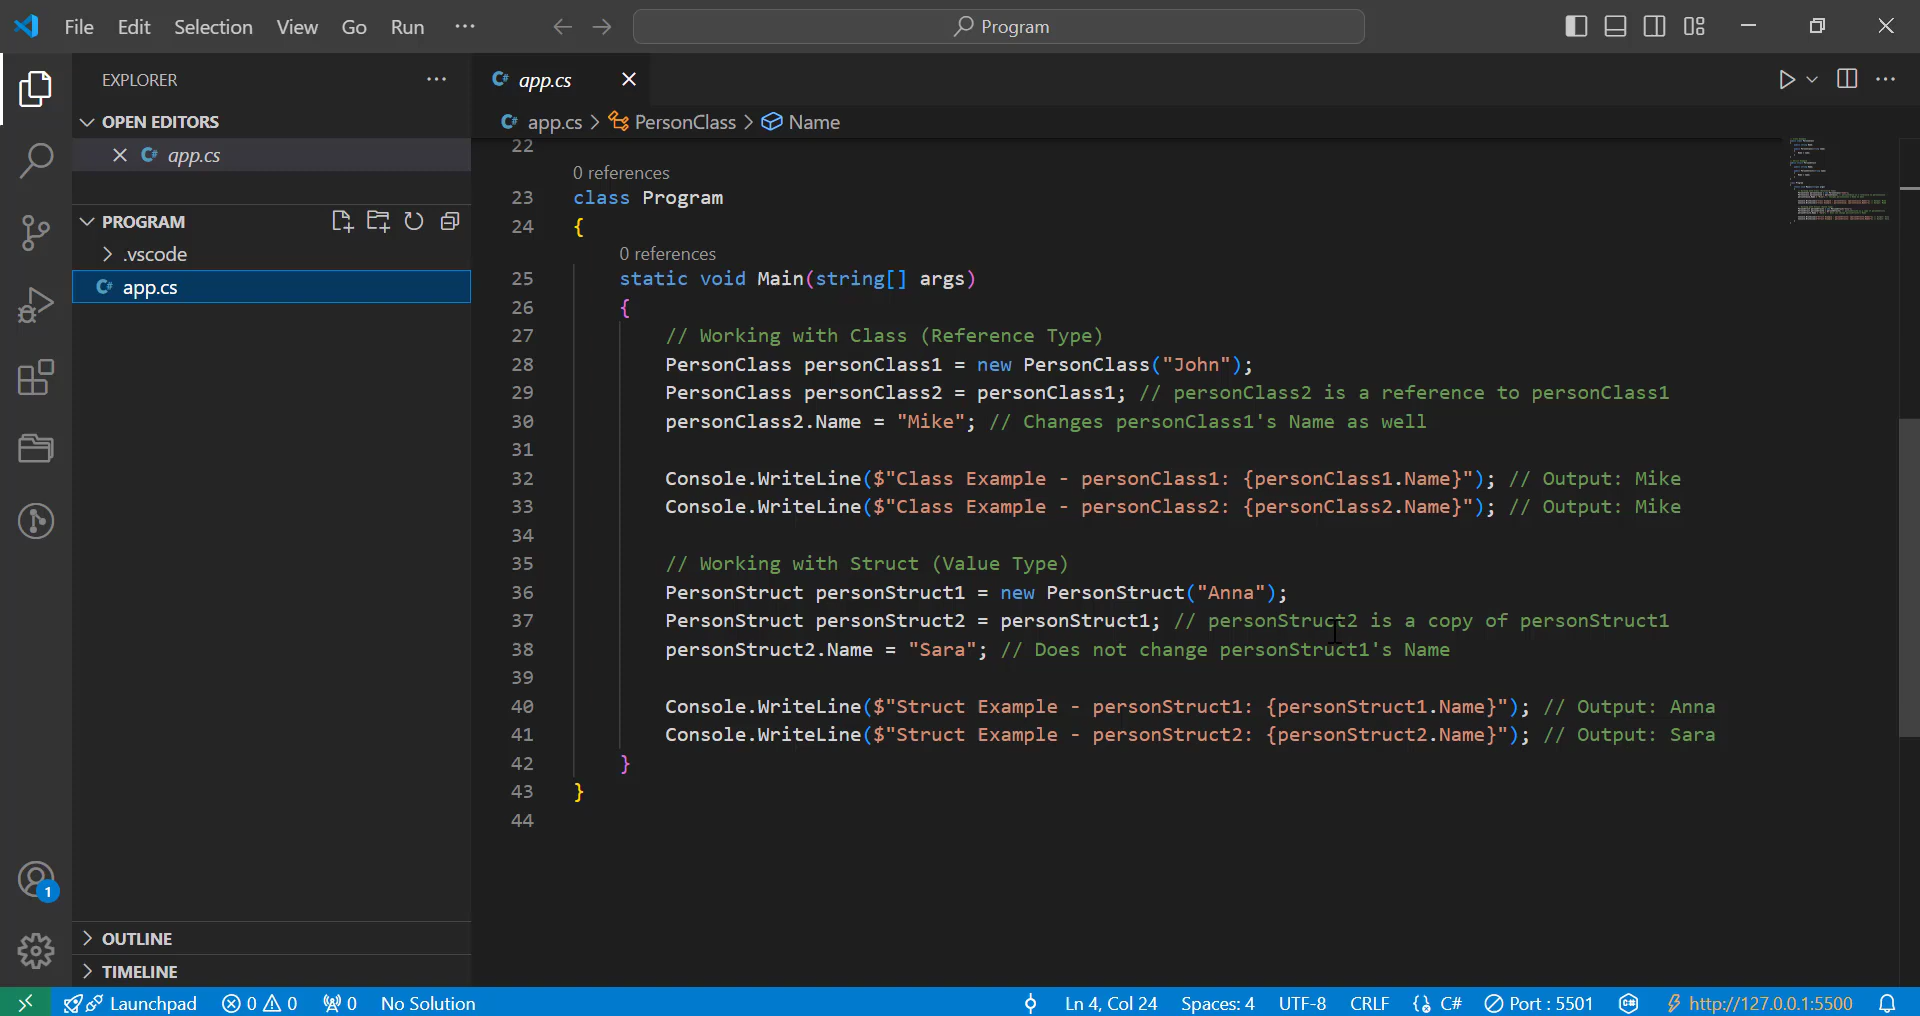 File Edit Selection View Go Run ··· Program
EXPLORER ···
OPEN EDITORS
app.cs
PROGRAM
.vscode
app.cs
OUTLINE
TIMELINE
1
app.cs
app.cs > PersonClass > Name
22
0 references
23 class Program
24 {
0 references
25 static void Main(string[] args)
26 {
27 // Working with Class (Reference Type)
28 PersonClass personClass1 = new PersonClass("John");
29 PersonClass personClass2 = personClass1; // personClass2 is a reference to personClass1
30 personClass2.Name = "Mike"; // Changes personClass1's Name as well
31
32 Console.WriteLine($"Class Example - personClass1: {personClass1.Name}"); // Output: Mike
33 Console.WriteLine($"Class Example - personClass2: {personClass2.Name}"); // Output: Mike
34
35 // Working with Struct (Value Type)
36 PersonStruct personStruct1 = new PersonStruct("Anna");
37 PersonStruct personStruct2 = personStruct1; // personStruct2 is a copy of personStruct1
38 personStruct2.Name = "Sara"; // Does not change personStruct1's Name
39
40 Console.WriteLine($"Struct Example - personStruct1: {personStruct1.Name}"); // Output: Anna
41 Console.WriteLine($"Struct Example - personStruct2: {personStruct2.Name}"); // Output: Sara
42 }
43 }
44
Launchpad 0 0 0 No Solution Ln 4, Col 24 Spaces: 4 UTF-8 CRLF {} C# Port : 5501 http://127.0.0.1:5500